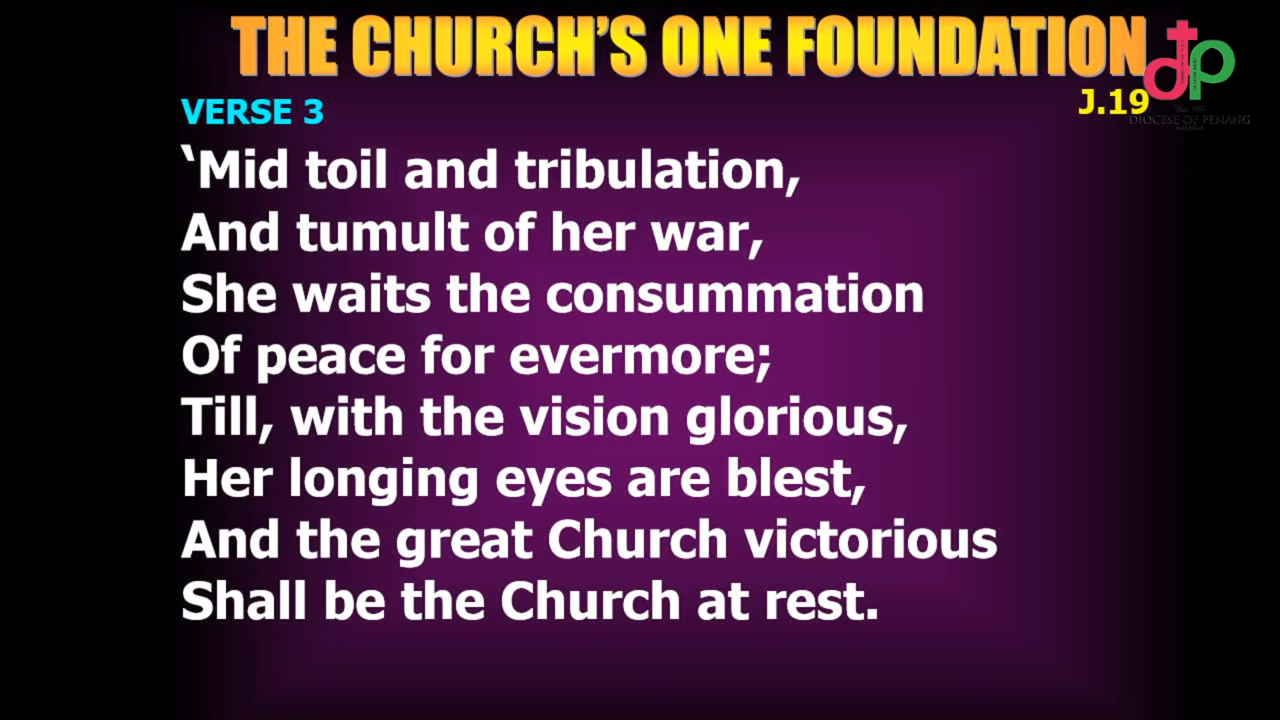 THE CHURCH'S ONE FOUNDATION
VERSE 3
J.19
DIOCESE OF PENANG
‘Mid toil and tribulation,
And tumult of her war,
She waits the consummation
Of peace for evermore;
Till, with the vision glorious,
Her longing eyes are blest,
And the great Church victorious
Shall be the Church at rest.